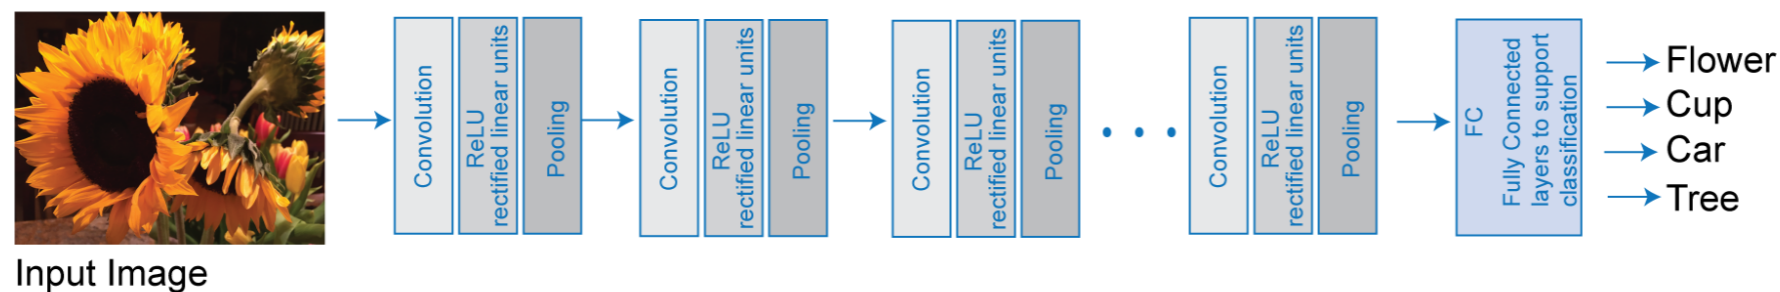 Input Image
Convolution
ReLU
rectified linear units
Pooling
Convolution
ReLU
rectified linear units
Pooling
Convolution
ReLU
rectified linear units
Pooling
Convolution
ReLU
rectified linear units
Pooling
FC
Fully Connected
layers to support
classification
Flower
Cup
Car
Tree